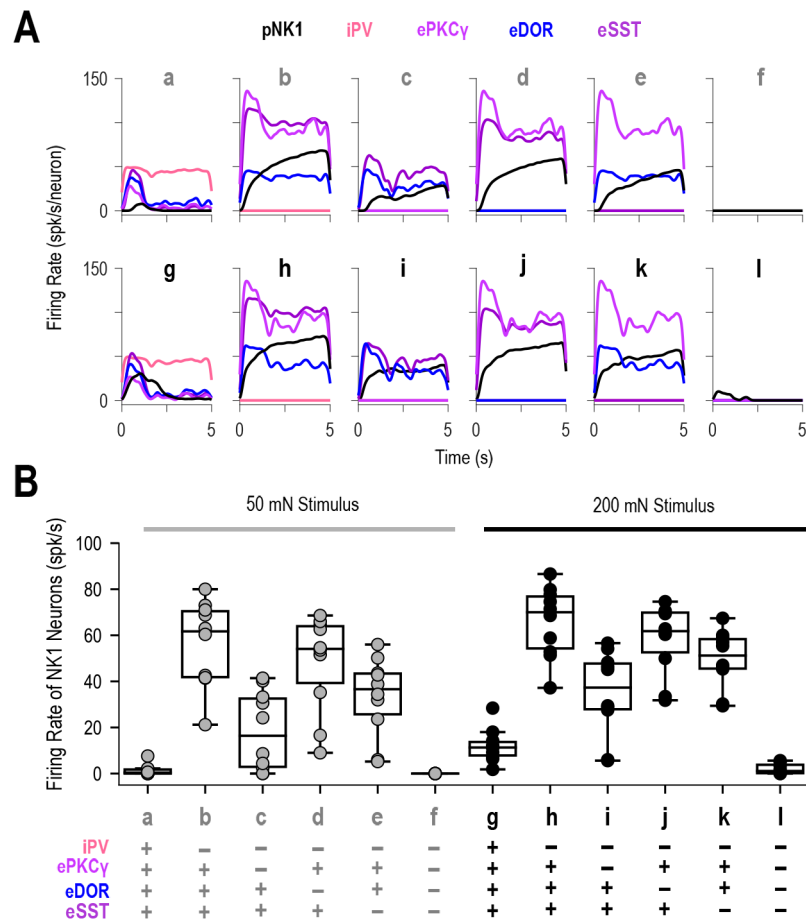 A
pNK1 iPV ePKCγ eDOR eSST
a b c d e f
150
0
g h i j k l
150
0
Firing Rate (spk/s/neuron)
0 5 0 5 0 5 0 5 0 5 0 5
Time (s)
B
50 mN Stimulus 200 mN Stimulus
Firing Rate of NK1 Neurons (spk/s)
100
80
60
40
20
0
a b c d e f g h i j k l
iPV + − − − − − + − − − − −
ePKCγ + + − + + − + + − + + −
eDOR + + + − + − + + + − + −
eSST + + + + − − + + + + − −